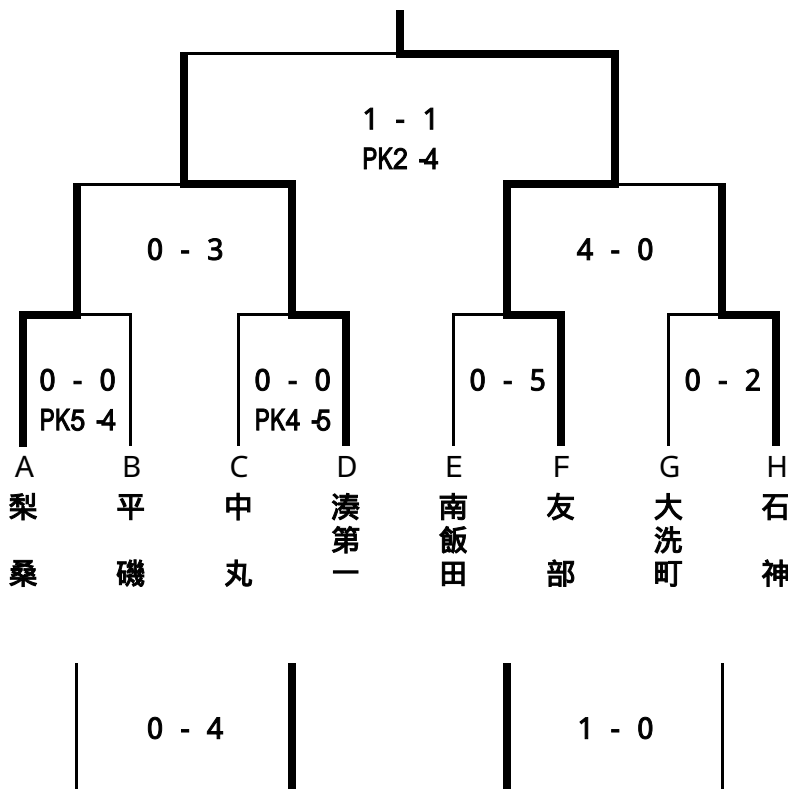 1 - 1
PK2 -4
0 - 3
4 - 0
0 - 0
PK5 -4
0 - 0
PK4 -5
0 - 5
0 - 2
A B C D E F G H
梨桑
平磯
中丸
湊第一
南飯田
友部
大洗町
石神
0 - 4
1 - 0